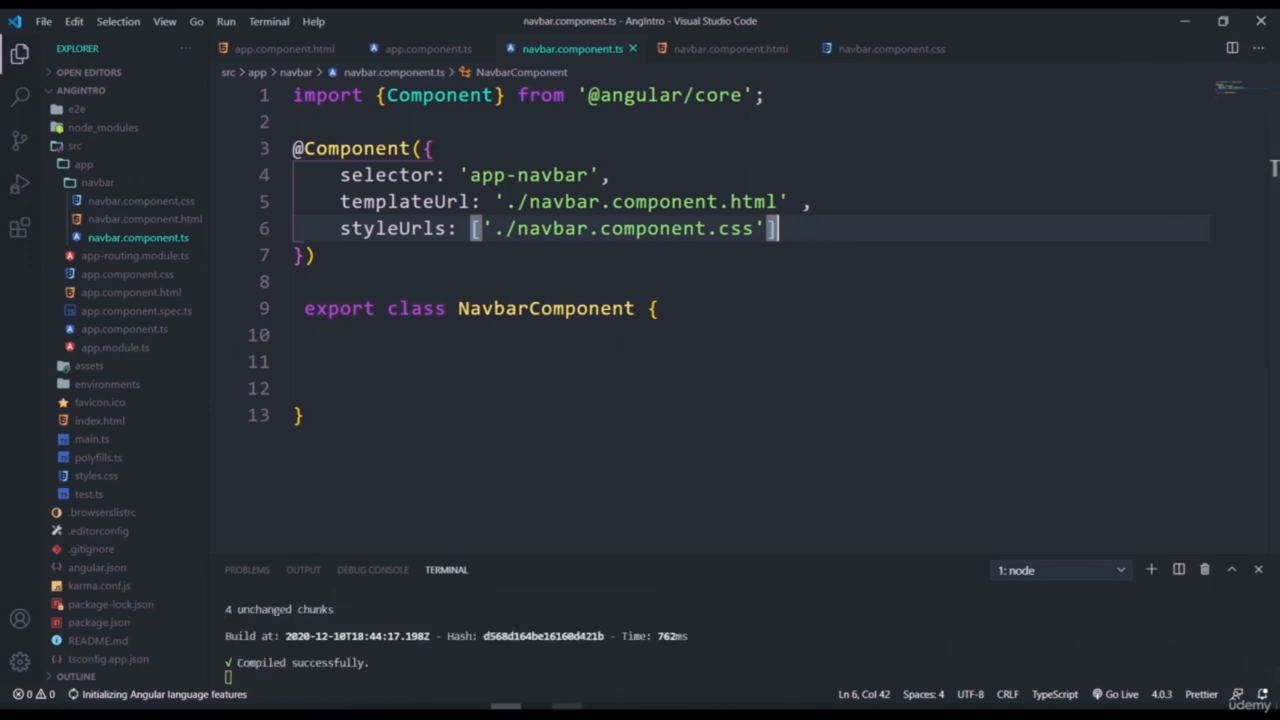 File Edit Selection View Go Run Terminal Help navbar.component.ts - AngIntro - Visual Studio Code
EXPLORER
app.component.html app.component.ts navbar.component.ts navbar.component.html navbar.component.css
OPEN EDITORS
ANGINTRO
e2e
node_modules
src
app
navbar
navbar.component.css
navbar.component.html
navbar.component.ts
app-routing.module.ts
app.component.css
app.component.html
app.component.spec.ts
app.component.ts
app.module.ts
assets
environments
favicon.ico
index.html
main.ts
polyfills.ts
styles.css
test.ts
.browserslistrc
.editorconfig
.gitignore
angular.json
karma.conf.js
package-lock.json
package.json
README.md
tsconfig.app.json
OUTLINE
src > app > navbar > navbar.component.ts > NavbarComponent
1 import {Component} from '@angular/core';
2
3 @Component({
4 selector: 'app-navbar',
5 templateUrl: './navbar.component.html' ,
6 styleUrls: ['./navbar.component.css']
7 })
8
9 export class NavbarComponent {
10
11
12
13 }
PROBLEMS OUTPUT DEBUG CONSOLE TERMINAL 1: node
4 unchanged chunks
Build at: 2020-12-10T18:44:17.198Z - Hash: d568d164be16160d421b - Time: 762ms
√ Compiled successfully.
0 0 Initializing Angular language features Ln 6, Col 42 Spaces: 4 UTF-8 CRLF TypeScript Go Live 4.0.3 Prettier
udemy